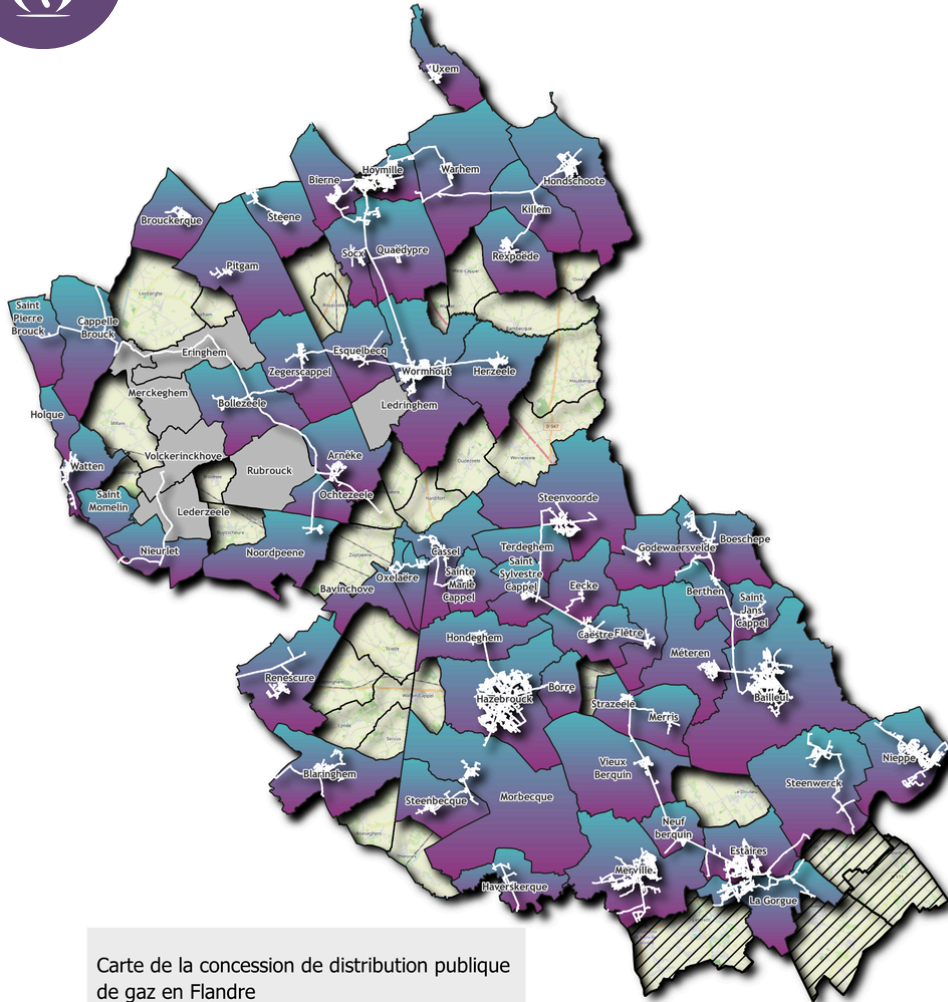 Uxem
Hoymille
Warhem
Bierne
Hondschoote
Killem
Brouckerque
Steene
Rexpoëde
Socx
Quaëdypre
Pitgam
Saint
Pierre
Brouck
Cappelle
Brouck
Eringhem
Esquelbecq
Zegerscappel
Wormhout
Herzeele
Merckeghem
Bollezeele
Ledringhem
Holque
Volckerinckhove
Arnèke
Watten
Rubrouck
Ochtezeele
Saint
Momelin
Lederzeele
Nieurlet
Noordpeene
Steenvoorde
Terdeghem
Godewaersvelde
Boeschepe
Cassel
Oxelaëre
Sainte
Marie
Cappel
Saint
Sylvestre
Cappel
Eecke
Berthen
Saint
Jans
Cappel
Bavinchove
Hondeghem
Caëstre
Flêtre
Méteren
Renescure
Hazebrouck
Borre
Strazeele
Merris
Bailleul
Nieppe
Blaringhem
Steenbecque
Morbecque
Vieux
Berquin
Steenwerck
Neuf
berquin
Estaires
Merville
Haverskerque
La Gorgue
Carte de la concession de distribution publique
de gaz en Flandre